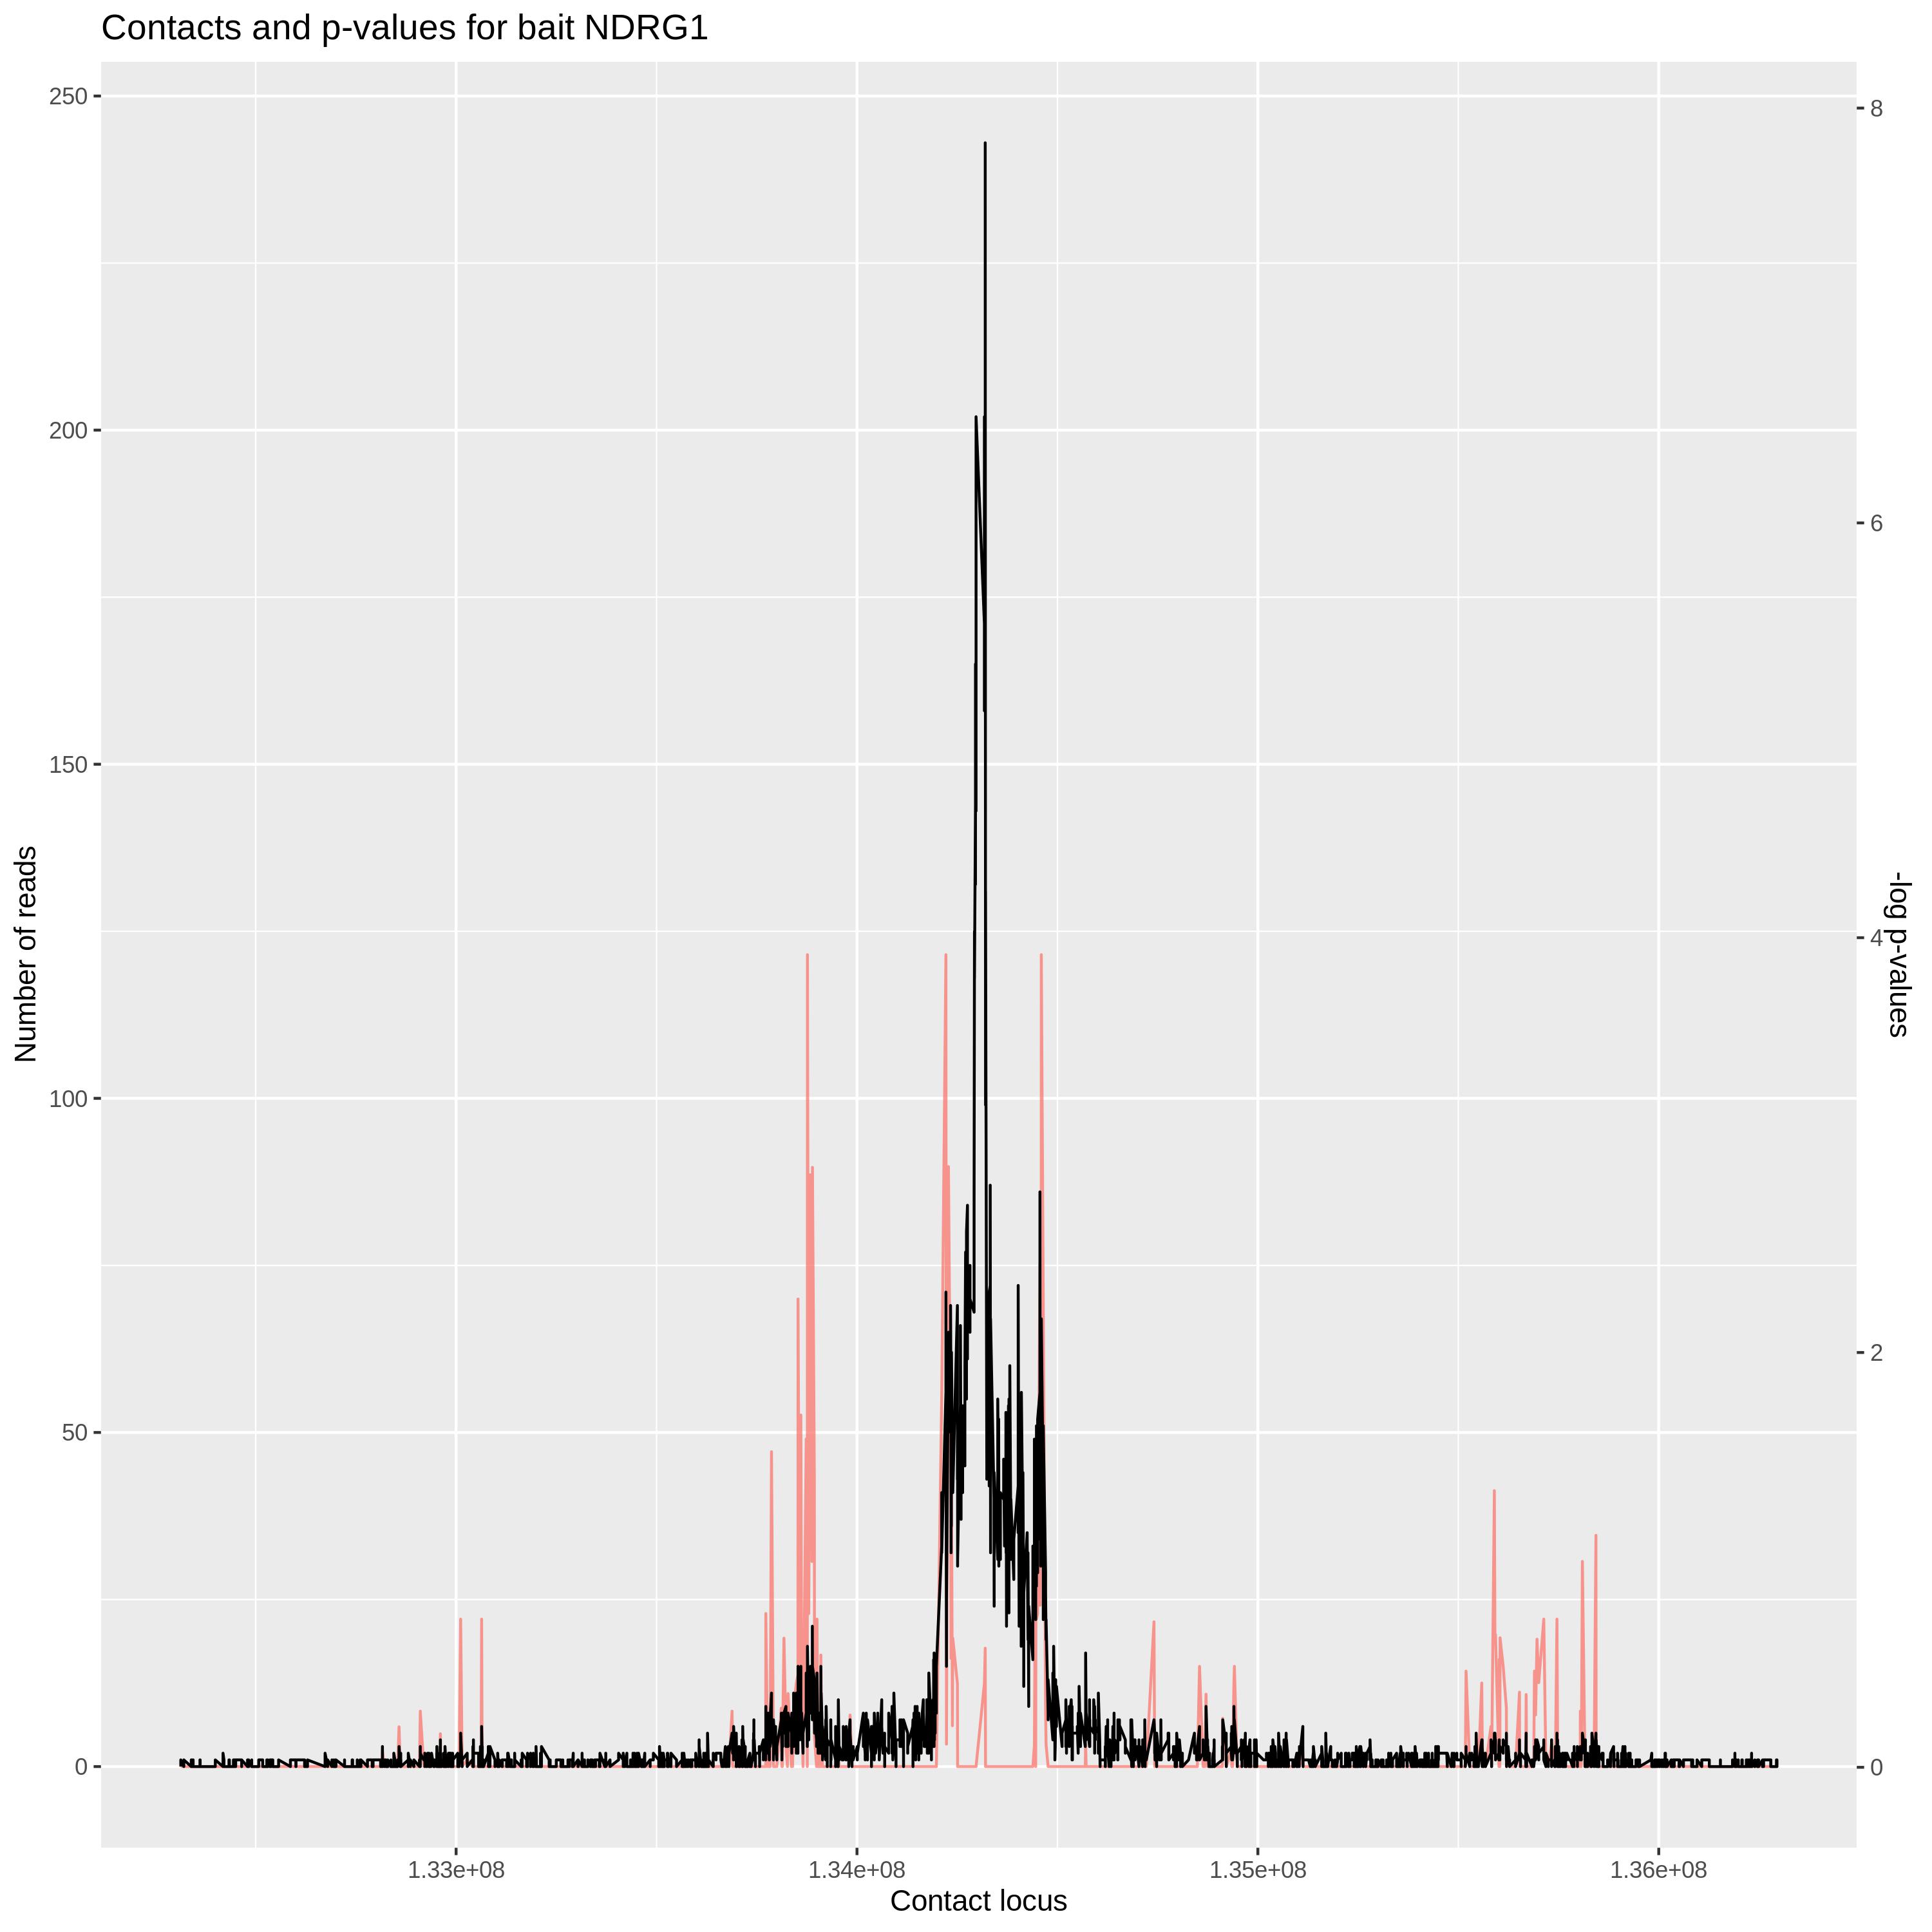 Contacts and p-values for bait NDRG1
250
200
150
100
50
0
Number of reads
8
6
4
2
0
-log p-values
1.33e+08 1.34e+08 1.35e+08 1.36e+08
Contact locus